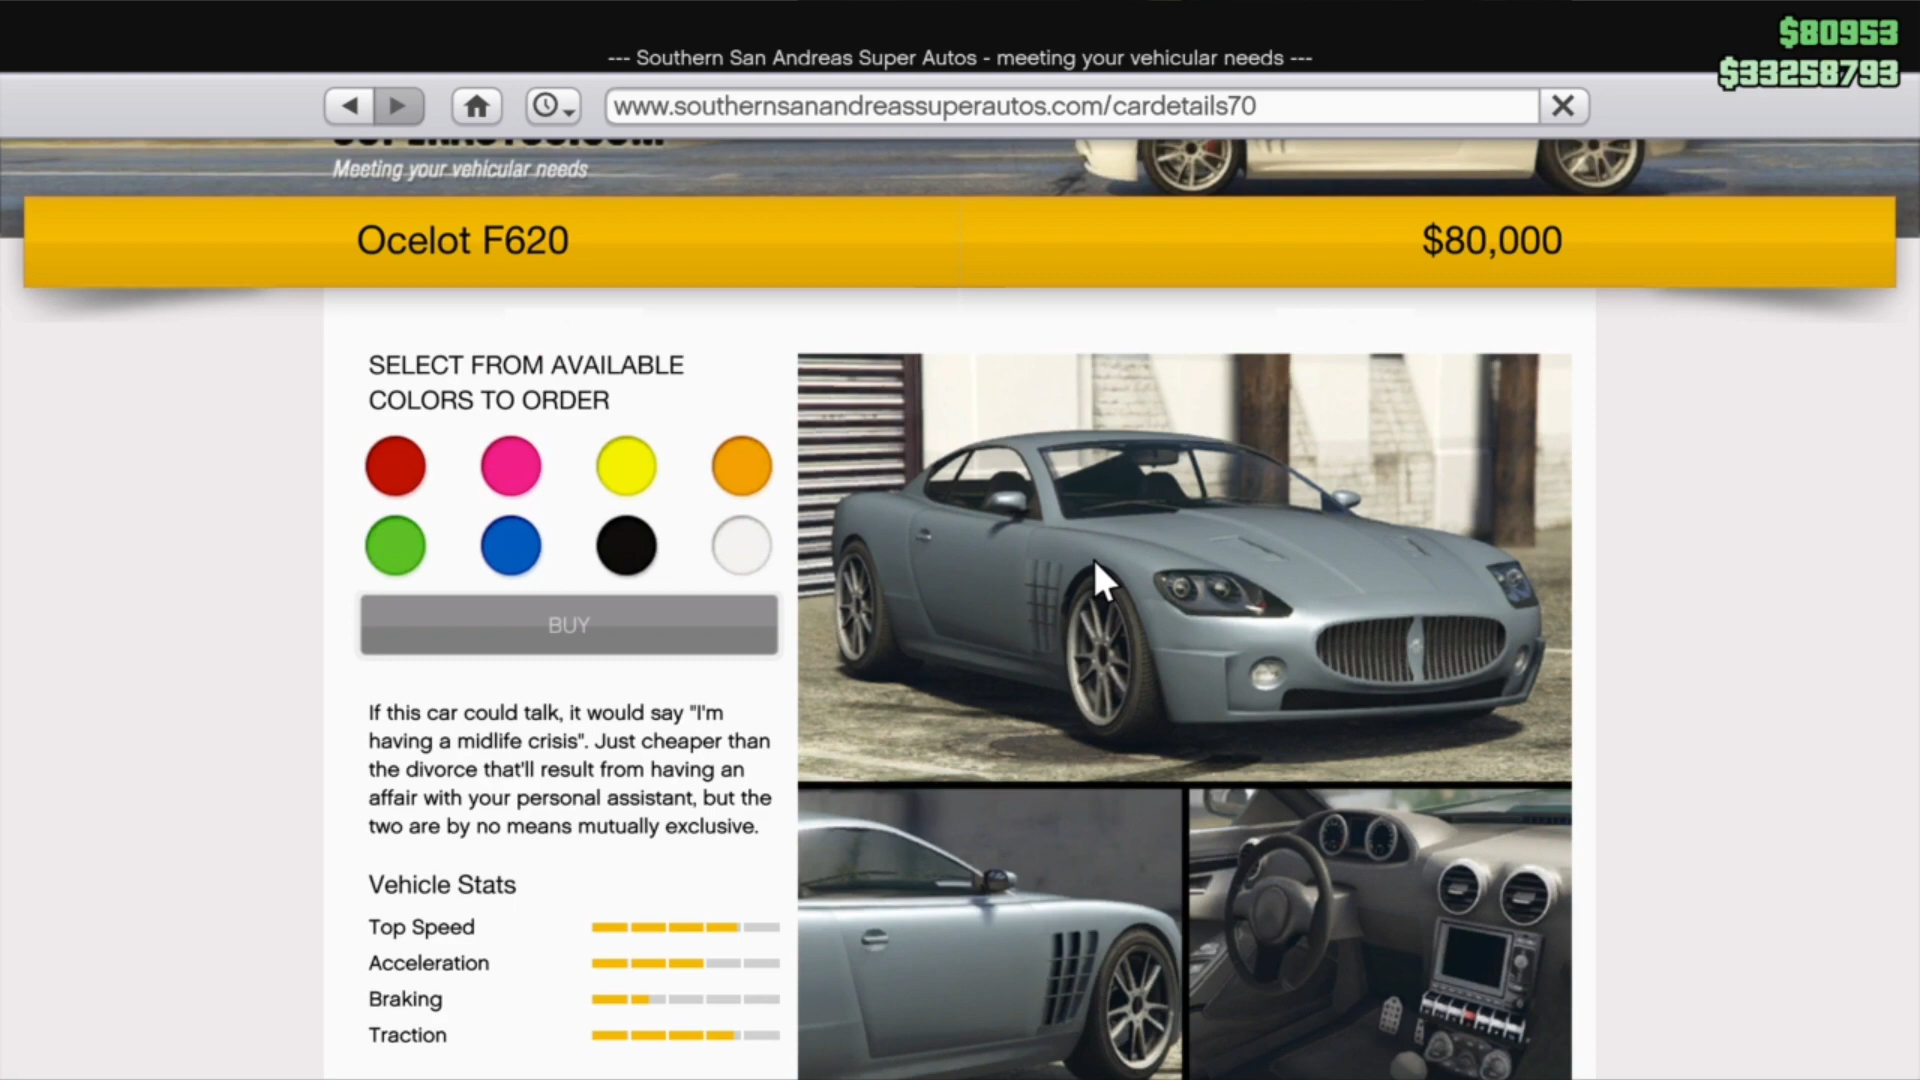 $80953
--- Southern San Andreas Super Autos - meeting your vehicular needs ---
$33258793
www.southernsanandreassuperautos.com/cardetails70
Meeting your vehicular needs
Ocelot F620
$80,000
SELECT FROM AVAILABLE
COLORS TO ORDER
BUY
If this car could talk, it would say "I'm
having a midlife crisis". Just cheaper than
the divorce that'll result from having an
affair with your personal assistant, but the
two are by no means mutually exclusive.
Vehicle Stats
Top Speed
Acceleration
Braking
Traction